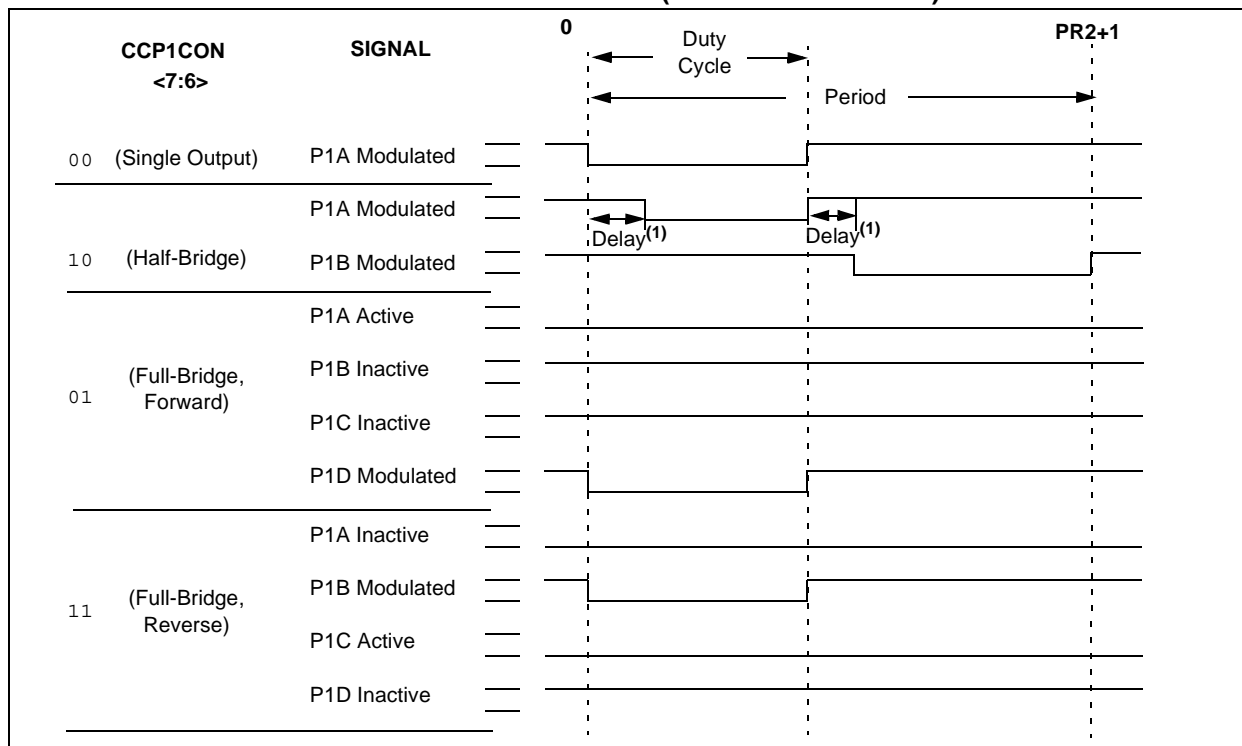 0
PR2+1
CCP1CON
<7:6>
SIGNAL
Duty
Cycle
Period
00 (Single Output) P1A Modulated
P1A Modulated
Delay(1) Delay(1)
10 (Half-Bridge) P1B Modulated
P1A Active
P1B Inactive
01 (Full-Bridge,
Forward)
P1C Inactive
P1D Modulated
P1A Inactive
P1B Modulated
11 (Full-Bridge,
Reverse)
P1C Active
P1D Inactive